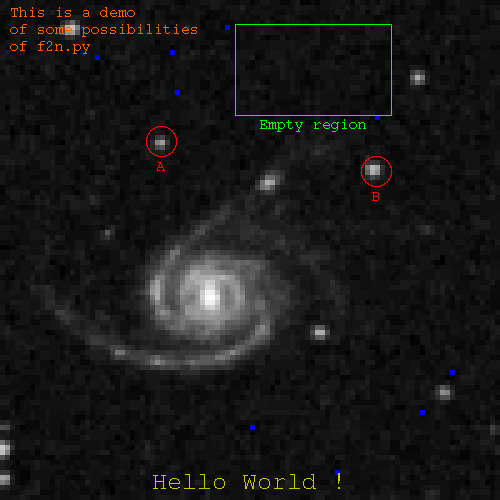 This is a demo
of some possibilities
of f2n.py
Empty region
A
B
Hello World !